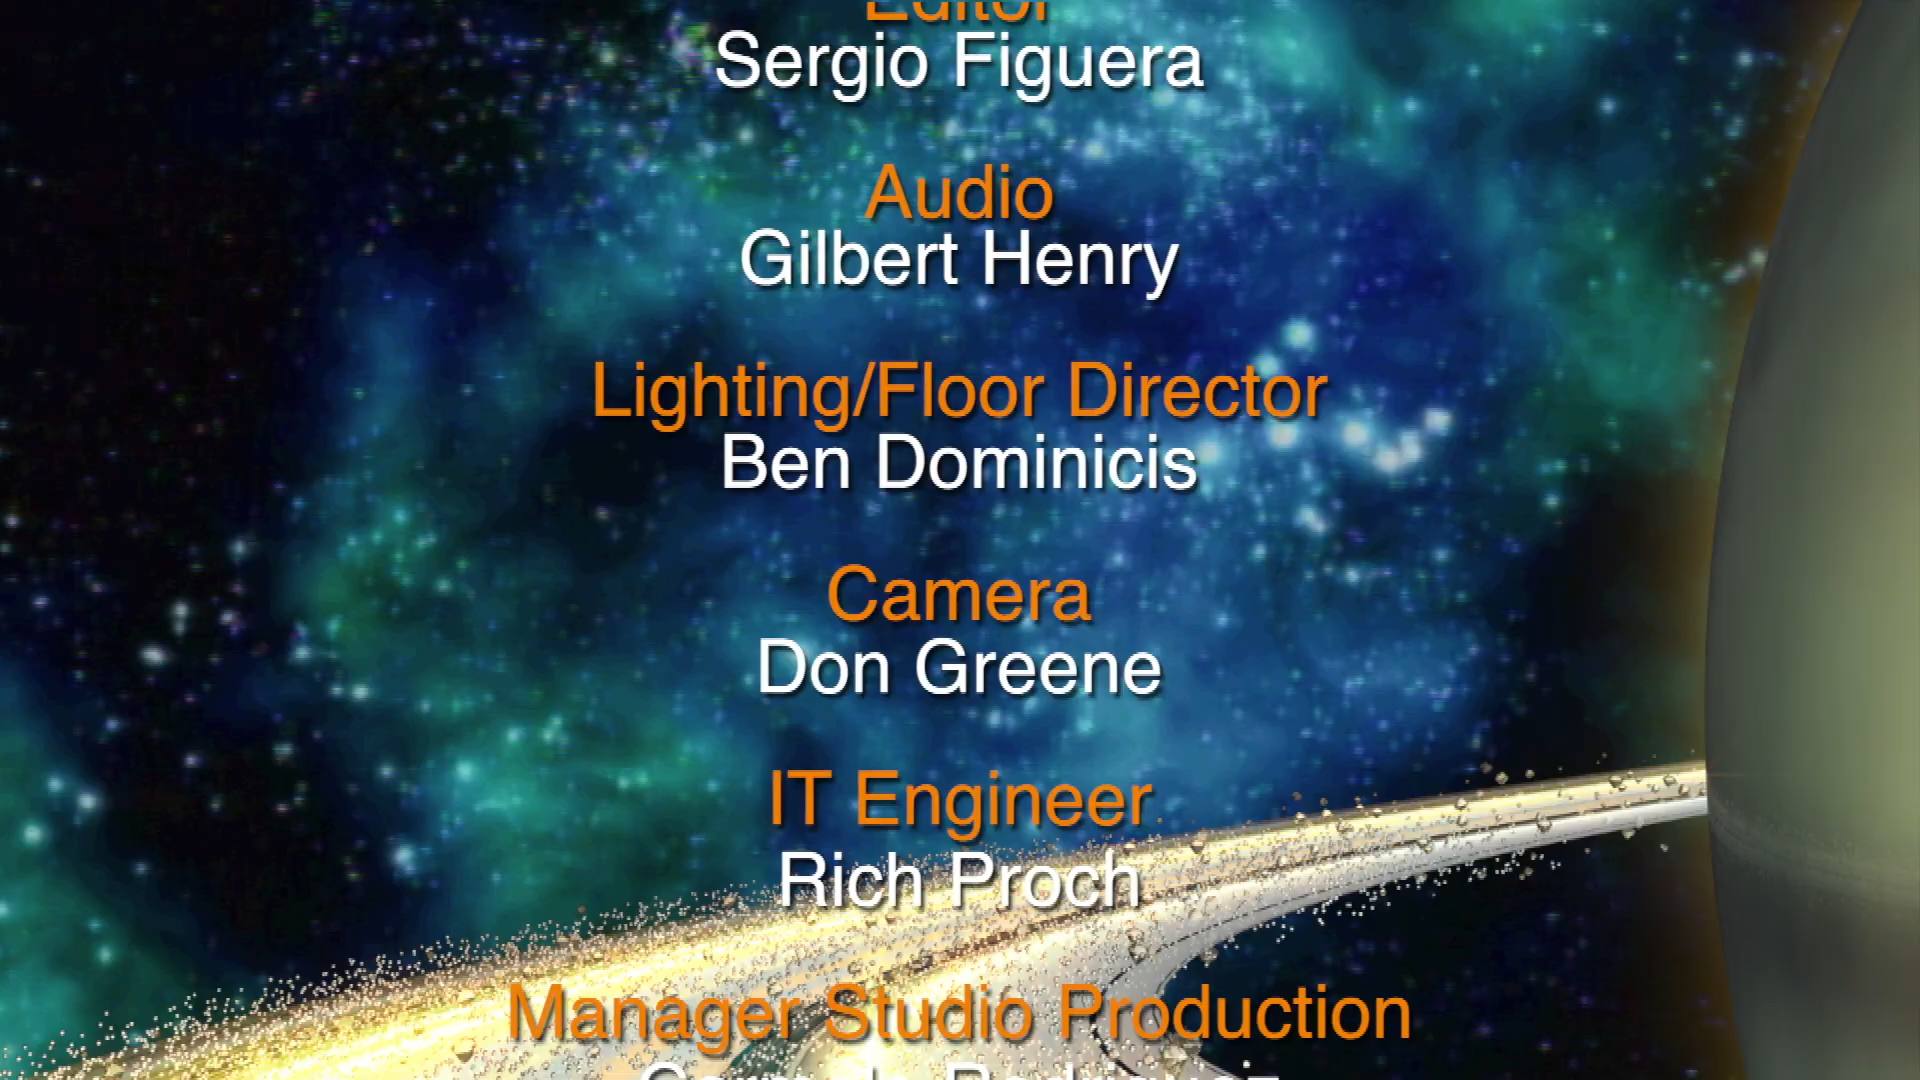 Editor
Sergio Figuera
Audio
Gilbert Henry
Lighting/Floor Director
Ben Dominicis
Camera
Don Greene
IT Engineer
Rich Proch
Manager Studio Production